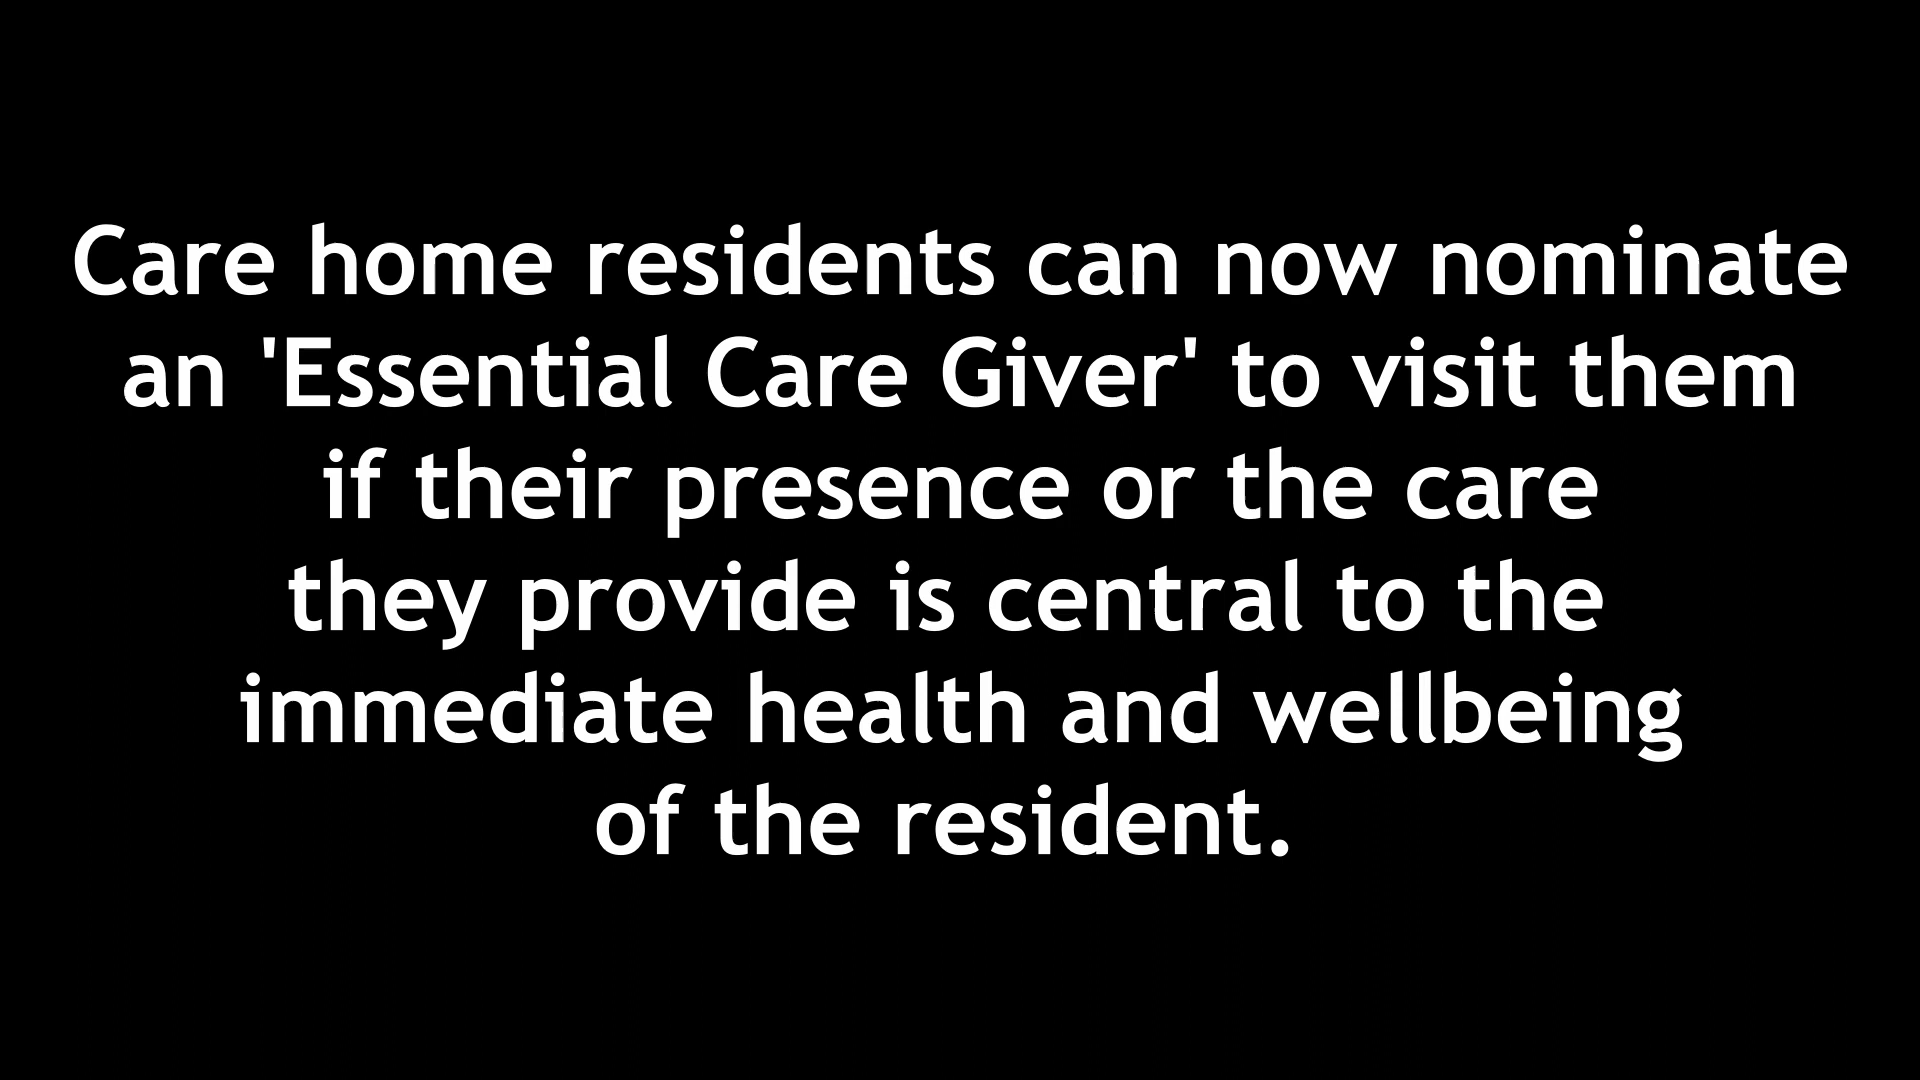 Care home residents can now nominate
an 'Essential Care Giver' to visit them
if their presence or the care
they provide is central to the
immediate health and wellbeing
of the resident.